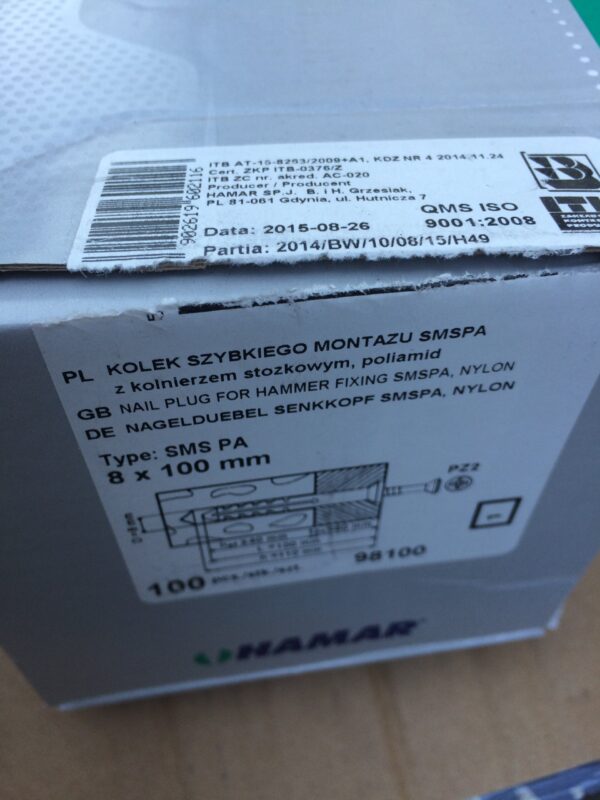 9026194602116
ITB AT-15-8253/2009+A1, KDZ NR 4 2014.11.24
Cert. ZKP ITB-0376/Z
ITB ZC nr. akred. AC-020
Producer / Producent
HAMAR SP.J. B. i H. Grzesiak,
PL 81-061 Gdynia, ul. Hutnicza 7
Data: 2015-08-26
QMS ISO
9001:2008
Partia: 2014/BW/10/08/15/H49
PL KOLEK SZYBKIEGO MONTAZU SMSPA
z kolnierzem stozkowym, poliamid
GB NAIL PLUG FOR HAMMER FIXING SMSPA, NYLON
DE NAGELDUEBEL SENKKOPF SMSPA, NYLON
Type: SMS PA
8 x 100 mm
PZ2
100 pcs./stk./szt.
98100
HAMAR